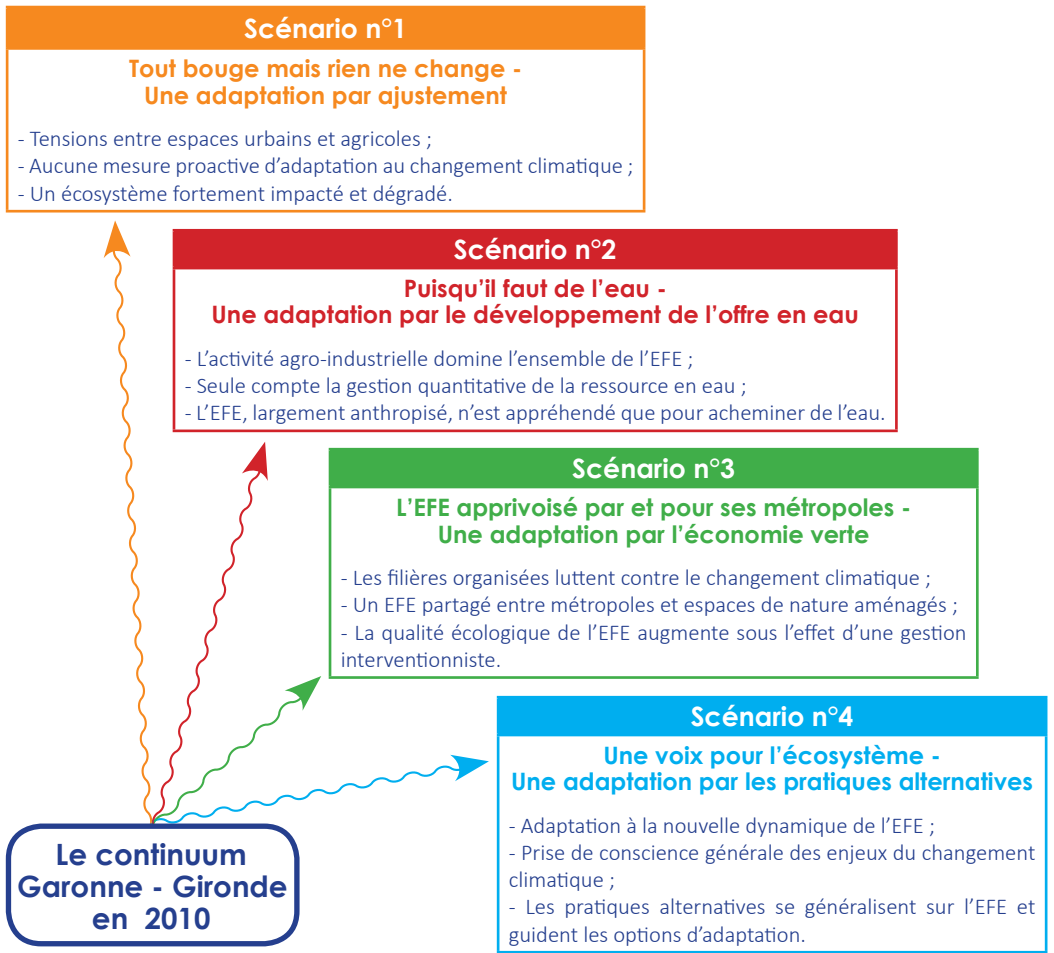 Scénario n°1
Tout bouge mais rien ne change -
Une adaptation par ajustement
- Tensions entre espaces urbains et agricoles ;
- Aucune mesure proactive d'adaptation au changement climatique ;
- Un écosystème fortement impacté et dégradé.
Scénario n°2
Puisqu'il faut de l'eau -
Une adaptation par le développement de l'offre en eau
- L'activité agro-industrielle domine l'ensemble de l'EFE ;
- Seule compte la gestion quantitative de la ressource en eau ;
- L'EFE, largement anthropisé, n'est appréhendé que pour acheminer de l'eau.
Scénario n°3
L'EFE apprivoisé par et pour ses métropoles -
Une adaptation par l'économie verte
- Les filières organisées luttent contre le changement climatique ;
- Un EFE partagé entre métropoles et espaces de nature aménagés ;
- La qualité écologique de l'EFE augmente sous l'effet d'une gestion
interventionniste.
Scénario n°4
Une voix pour l'écosystème -
Une adaptation par les pratiques alternatives
- Adaptation à la nouvelle dynamique de l'EFE ;
- Prise de conscience générale des enjeux du changement
climatique ;
- Les pratiques alternatives se généralisent sur l'EFE et
guident les options d'adaptation.
Le continuum
Garonne - Gironde
en 2010